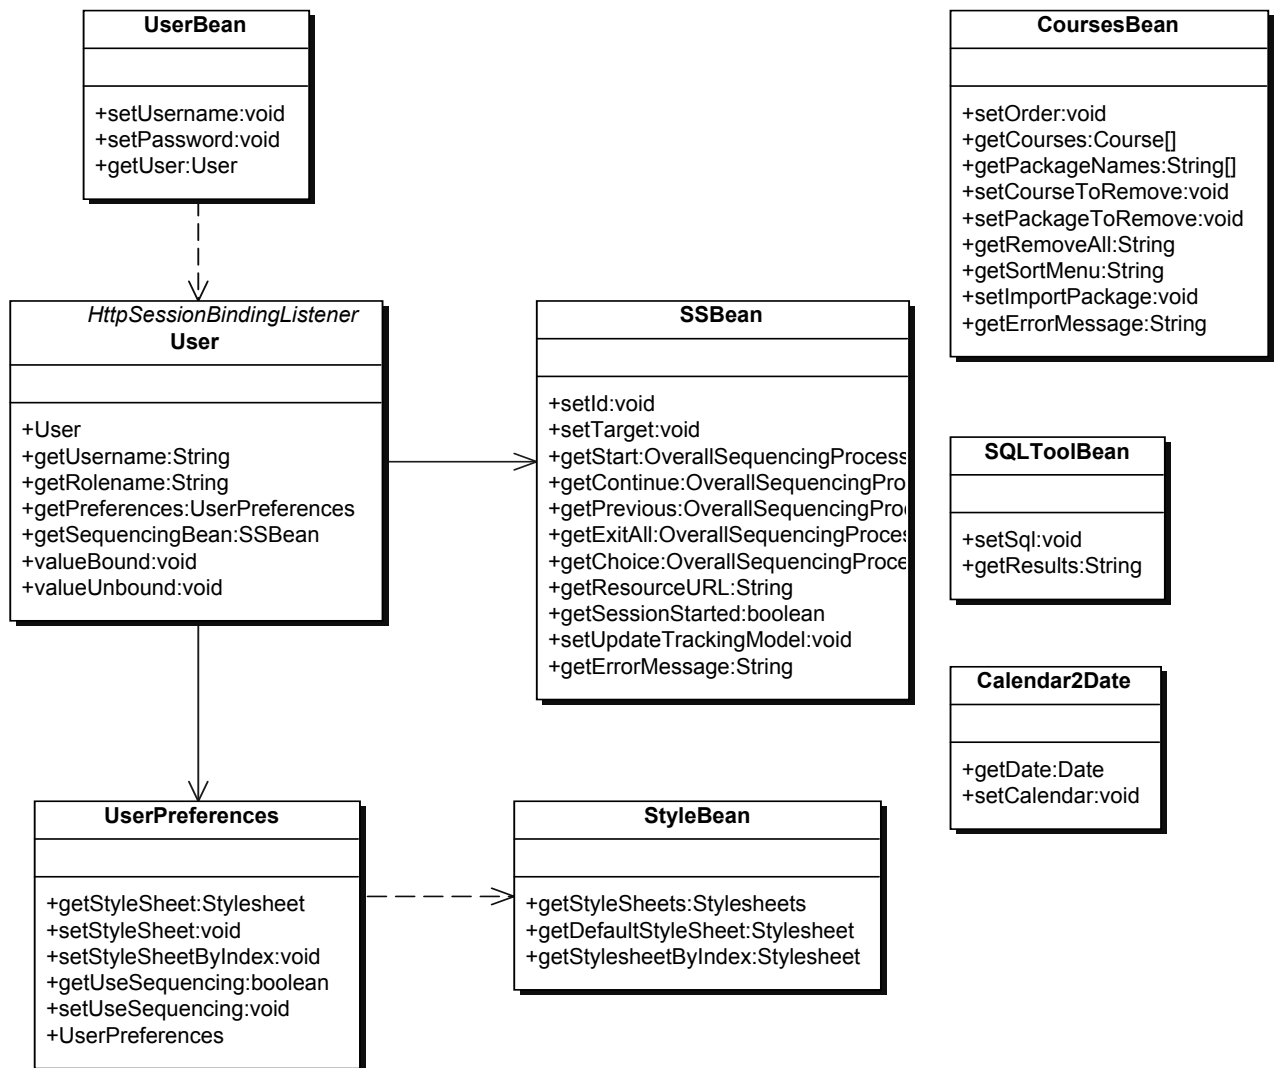 UserBean
+setUsername:void
+setPassword:void
+getUser:User
HttpSessionBindingListener
User
+User
+getUsername:String
+getRolename:String
+getPreferences:UserPreferences
+getSequencingBean:SSBean
+valueBound:void
+valueUnbound:void
SSBean
+setId:void
+setTarget:void
+getStart:OverallSequencingProcess
+getContinue:OverallSequencingPro
+getPrevious:OverallSequencingProc
+getExitAll:OverallSequencingProces
+getChoice:OverallSequencingProce
+getResourceURL:String
+getSessionStarted:boolean
+setUpdateTrackingModel:void
+getErrorMessage:String
CoursesBean
+setOrder:void
+getCourses:Course[]
+getPackageNames:String[]
+setCourseToRemove:void
+setPackageToRemove:void
+getRemoveAll:String
+getSortMenu:String
+setImportPackage:void
+getErrorMessage:String
SQLToolBean
+setSql:void
+getResults:String
Calendar2Date
+getDate:Date
+setCalendar:void
UserPreferences
+getStyleSheet:Stylesheet
+setStyleSheet:void
+setStyleSheetByIndex:void
+getUseSequencing:boolean
+setUseSequencing:void
+UserPreferences
StyleBean
+getStyleSheets:Stylesheets
+getDefaultStyleSheet:Stylesheet
+getStylesheetByIndex:Stylesheet